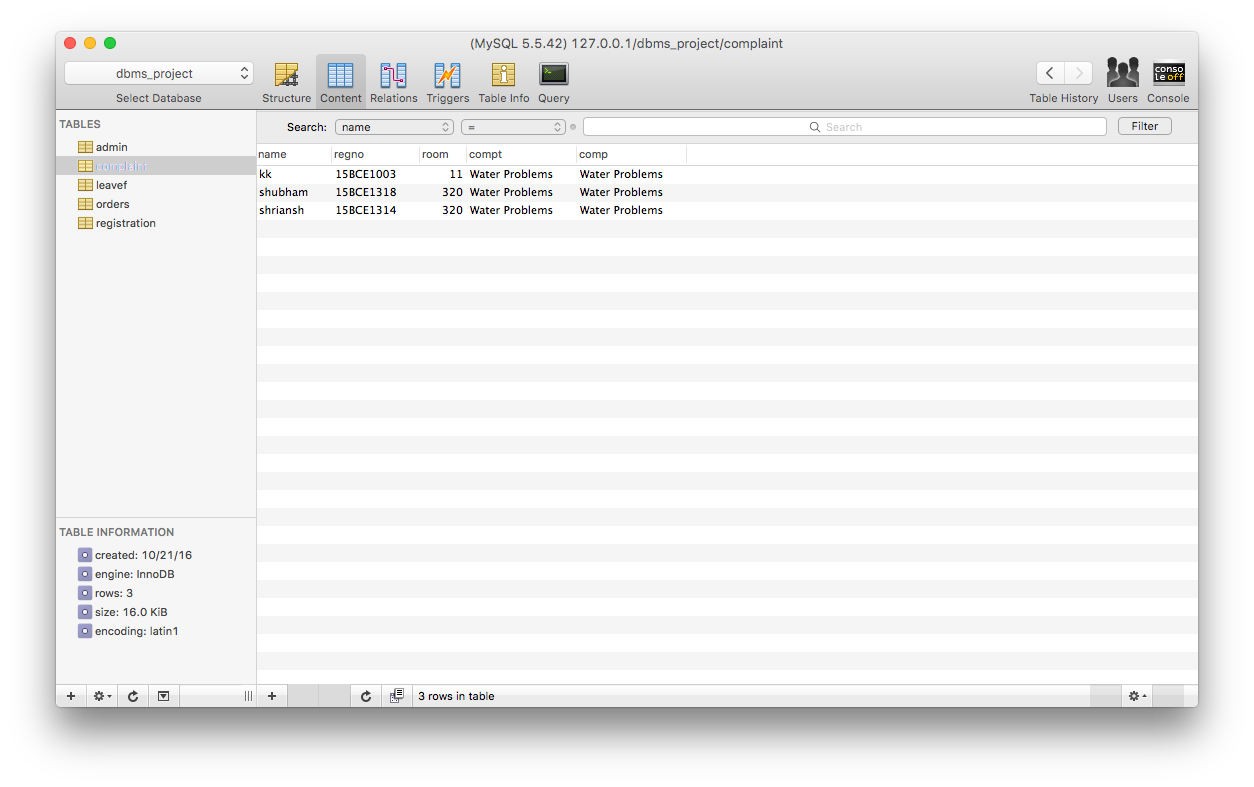 (MySQL 5.5.42) 127.0.0.1/dbms_project/complaint
dbms_project
Select Database
Structure
Content
Relations
Triggers
Table Info
Query
Table History
Users
conso
le off
Console
TABLES
admin
complaint
leavef
orders
registration
Search: name = Search Filter
name regno room compt comp
kk 15BCE1003 11 Water Problems Water Problems
shubham 15BCE1318 320 Water Problems Water Problems
shriansh 15BCE1314 320 Water Problems Water Problems
TABLE INFORMATION
created: 10/21/16
engine: InnoDB
rows: 3
size: 16.0 KiB
encoding: latin1
3 rows in table